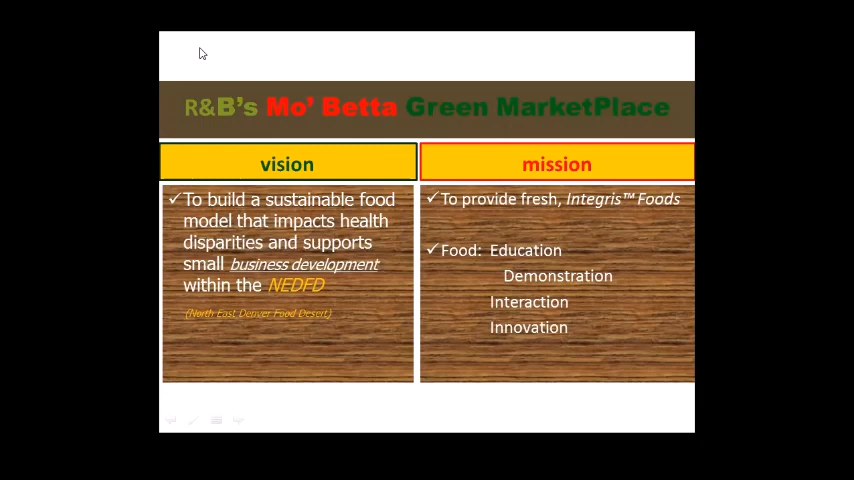 R&B’s Mo’ Betta Green MarketPlace
vision
✓To build a sustainable food
model that impacts health
disparities and supports
small business development
within the NEDFD
(North East Denver Food Desert)
mission
✓To provide fresh, Integris™ Foods
✓Food: Education
Demonstration
Interaction
Innovation